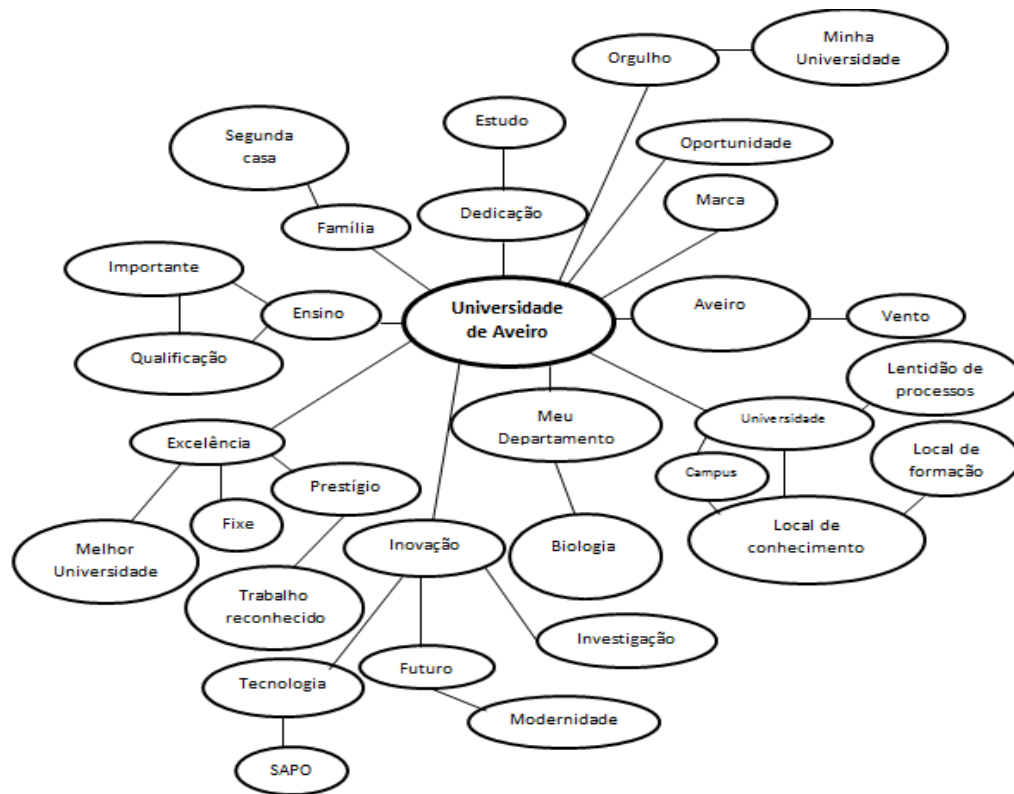 Minha
Universidade
Orgulho
Estudo
Segunda
casa
Oportunidade
Marca
Dedicação
Família
Importante
Ensino
Universidade
de Aveiro
Aveiro
Vento
Qualificação
Lentidão de
processos
Meu
Departamento
Universidade
Excelência
Local de
formação
Campus
Prestígio
Fixe
Inovação
Biologia
Local de
conhecimento
Melhor
Universidade
Trabalho
reconhecido
Investigação
Futuro
Tecnologia
Modernidade
SAPO